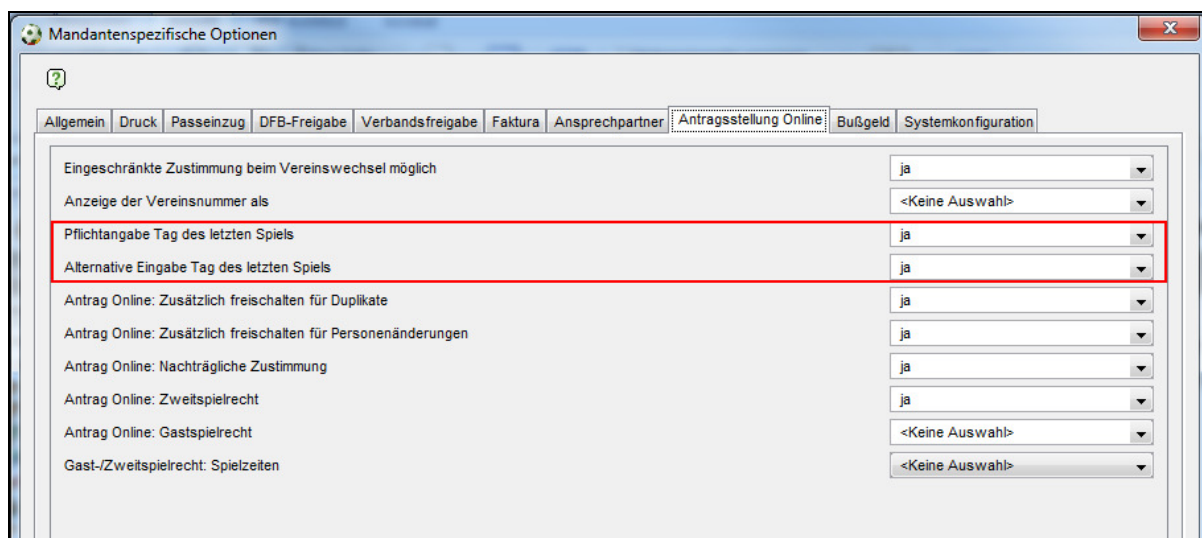 Mandantenspezifische Optionen
Allgemein Druck Passeinzug DFB-Freigabe Verbandsfreigabe Faktura Ansprechpartner Antragsstellung Online Bußgeld Systemkonfiguration
Eingeschränkte Zustimmung beim Vereinswechsel möglich ja
Anzeige der Vereinsnummer als <Keine Auswahl>
Pflichtangabe Tag des letzten Spiels ja
Alternative Eingabe Tag des letzten Spiels ja
Antrag Online: Zusätzlich freischalten für Duplikate ja
Antrag Online: Zusätzlich freischalten für Personenänderungen ja
Antrag Online: Nachträgliche Zustimmung ja
Antrag Online: Zweitspielrecht ja
Antrag Online: Gastspielrecht <Keine Auswahl>
Gast-/Zweitspielrecht: Spielzeiten <Keine Auswahl>